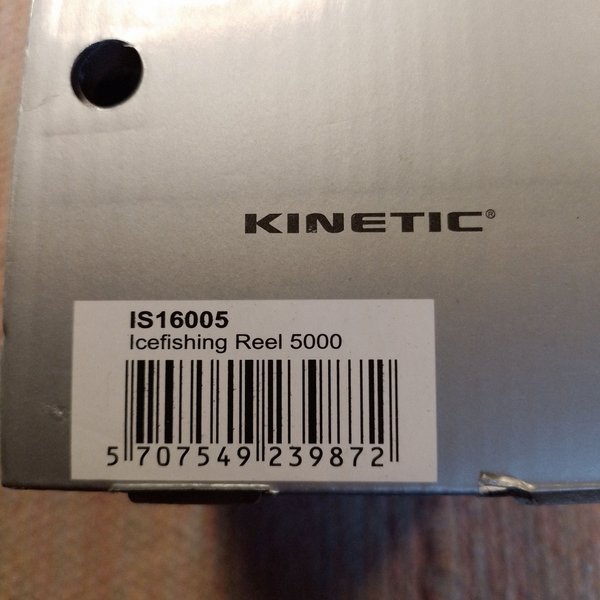 KINETIC®
IS16005
Icefishing Reel 5000
5 707549 239872